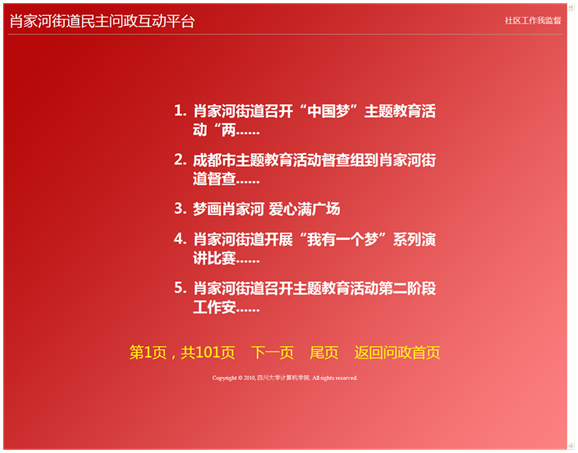 肖家河街道民主问政互动平台
社区工作我监督
1. 肖家河街道召开“中国梦”主题教育活
动“两......
2. 成都市主题教育活动督查组到肖家河街
道督查......
3. 梦画肖家河 爱心满广场
4. 肖家河街道开展“我有一个梦”系列演
讲比赛......
5. 肖家河街道召开主题教育活动第二阶段
工作安......
第1页，共101页 下一页 尾页 返回问政首页
Copyright © 2010, 四川大学计算机学院. All rights reserved.